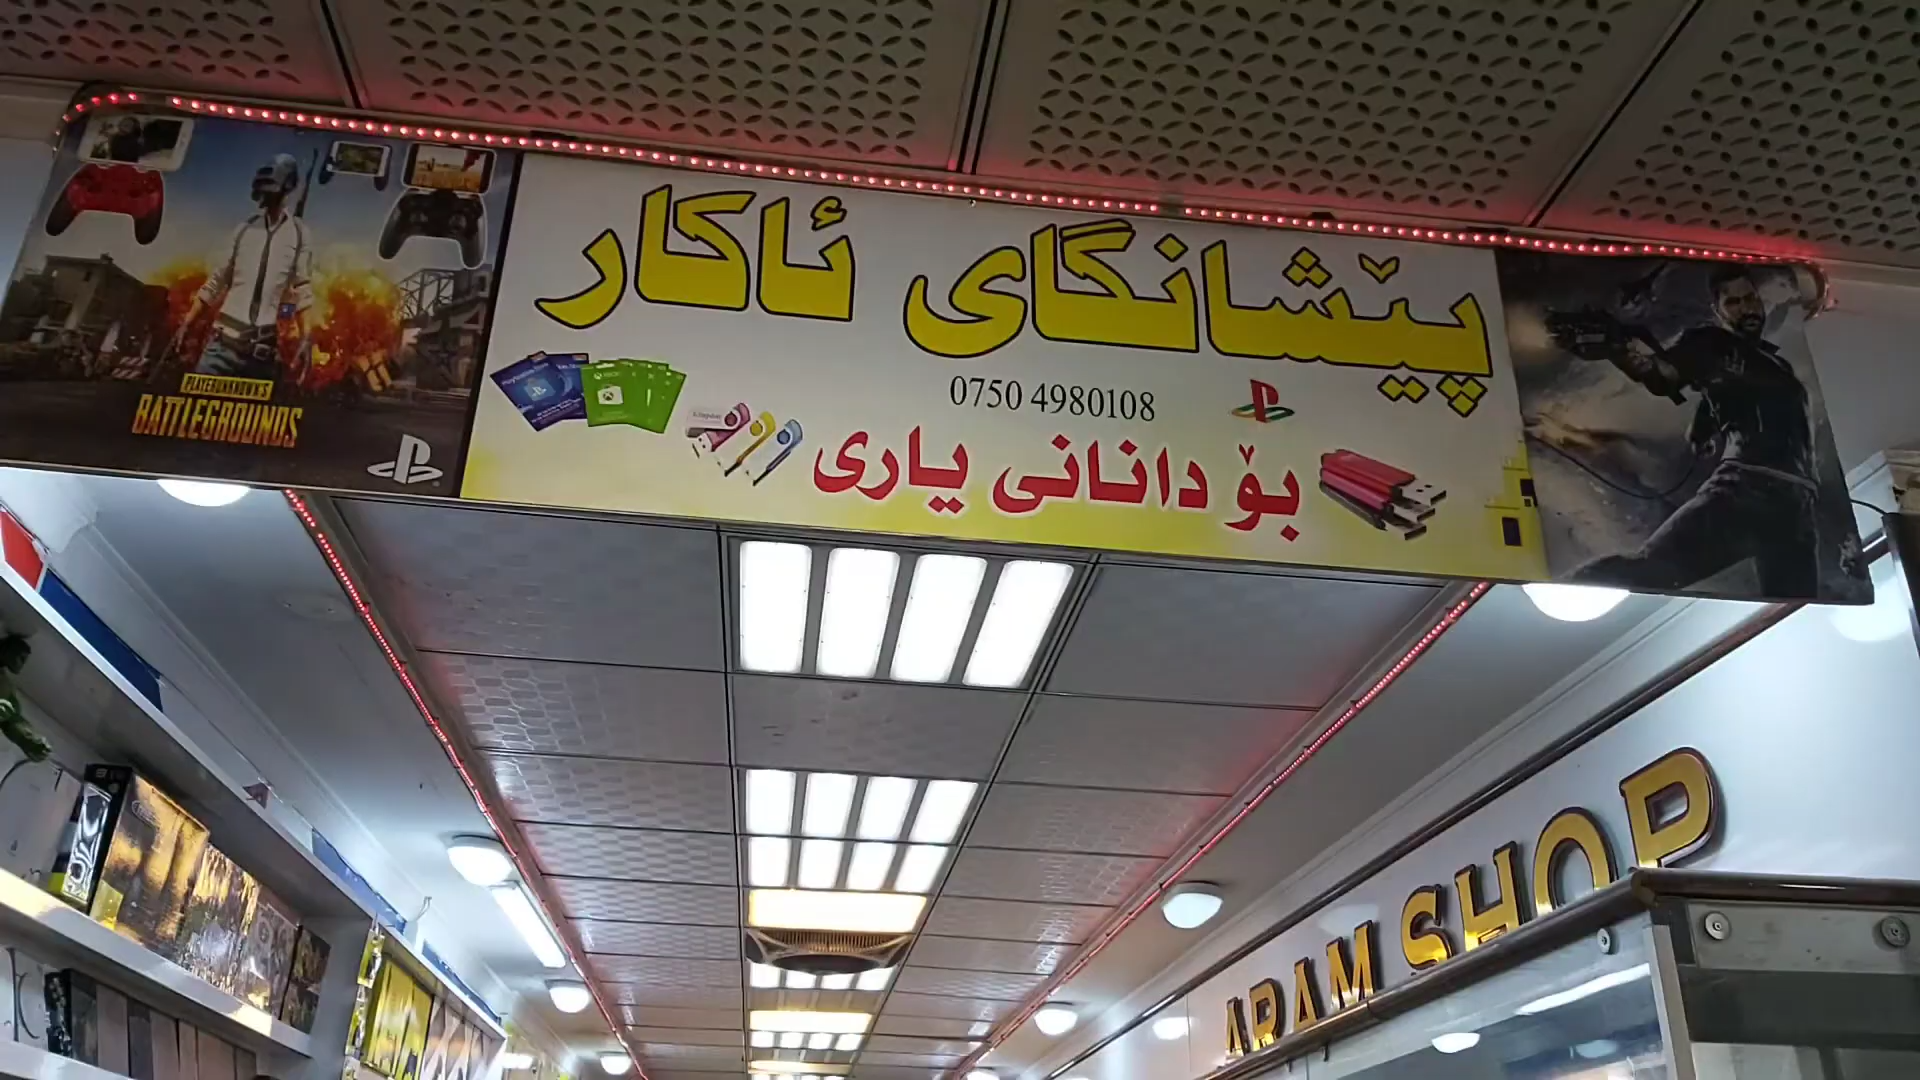 پێشانگای ئاکار
0750 4980108
بۆ دانانی یاری
PLAYERUNKNOWN'S
BATTLEGROUNDS
ARAM SHOP